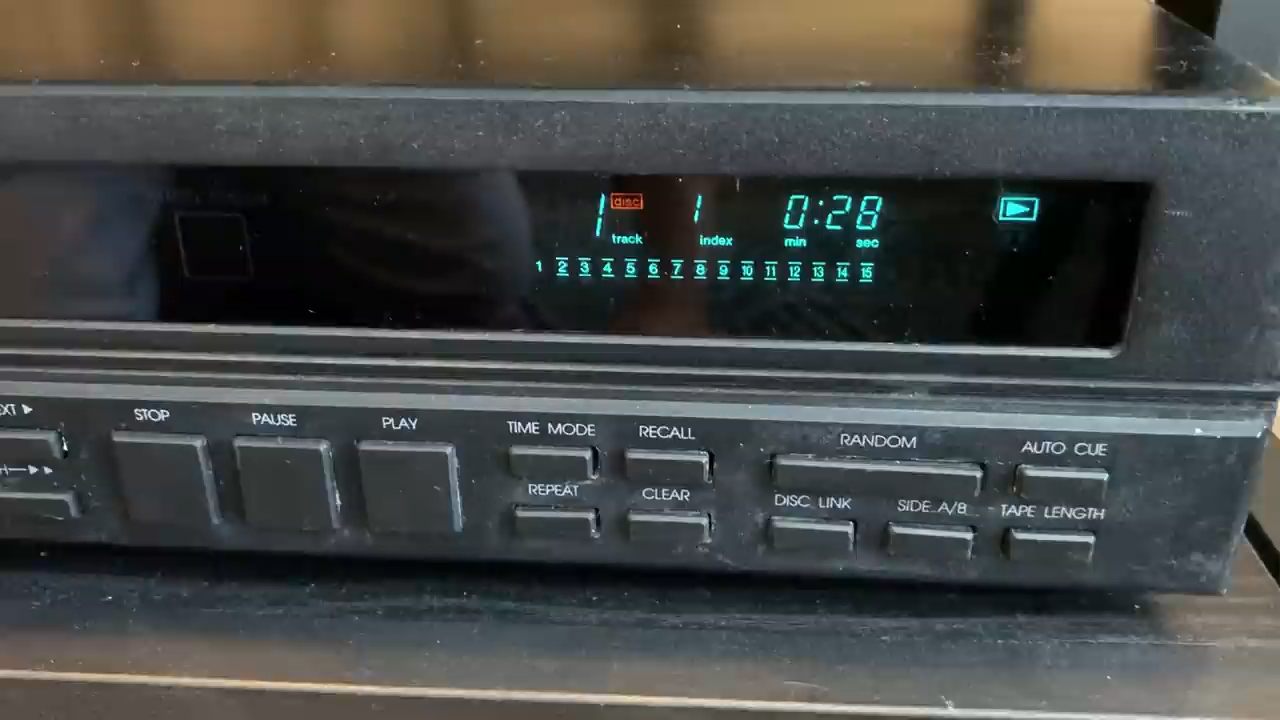 1 disc 1 0:28
track index min sec
1 2 3 4 5 6 7 8 9 10 11 12 13 14 15
STOP PAUSE PLAY TIME MODE RECALL RANDOM AUTO CUE
REPEAT CLEAR DISC LINK SIDE A/B TAPE LENGTH